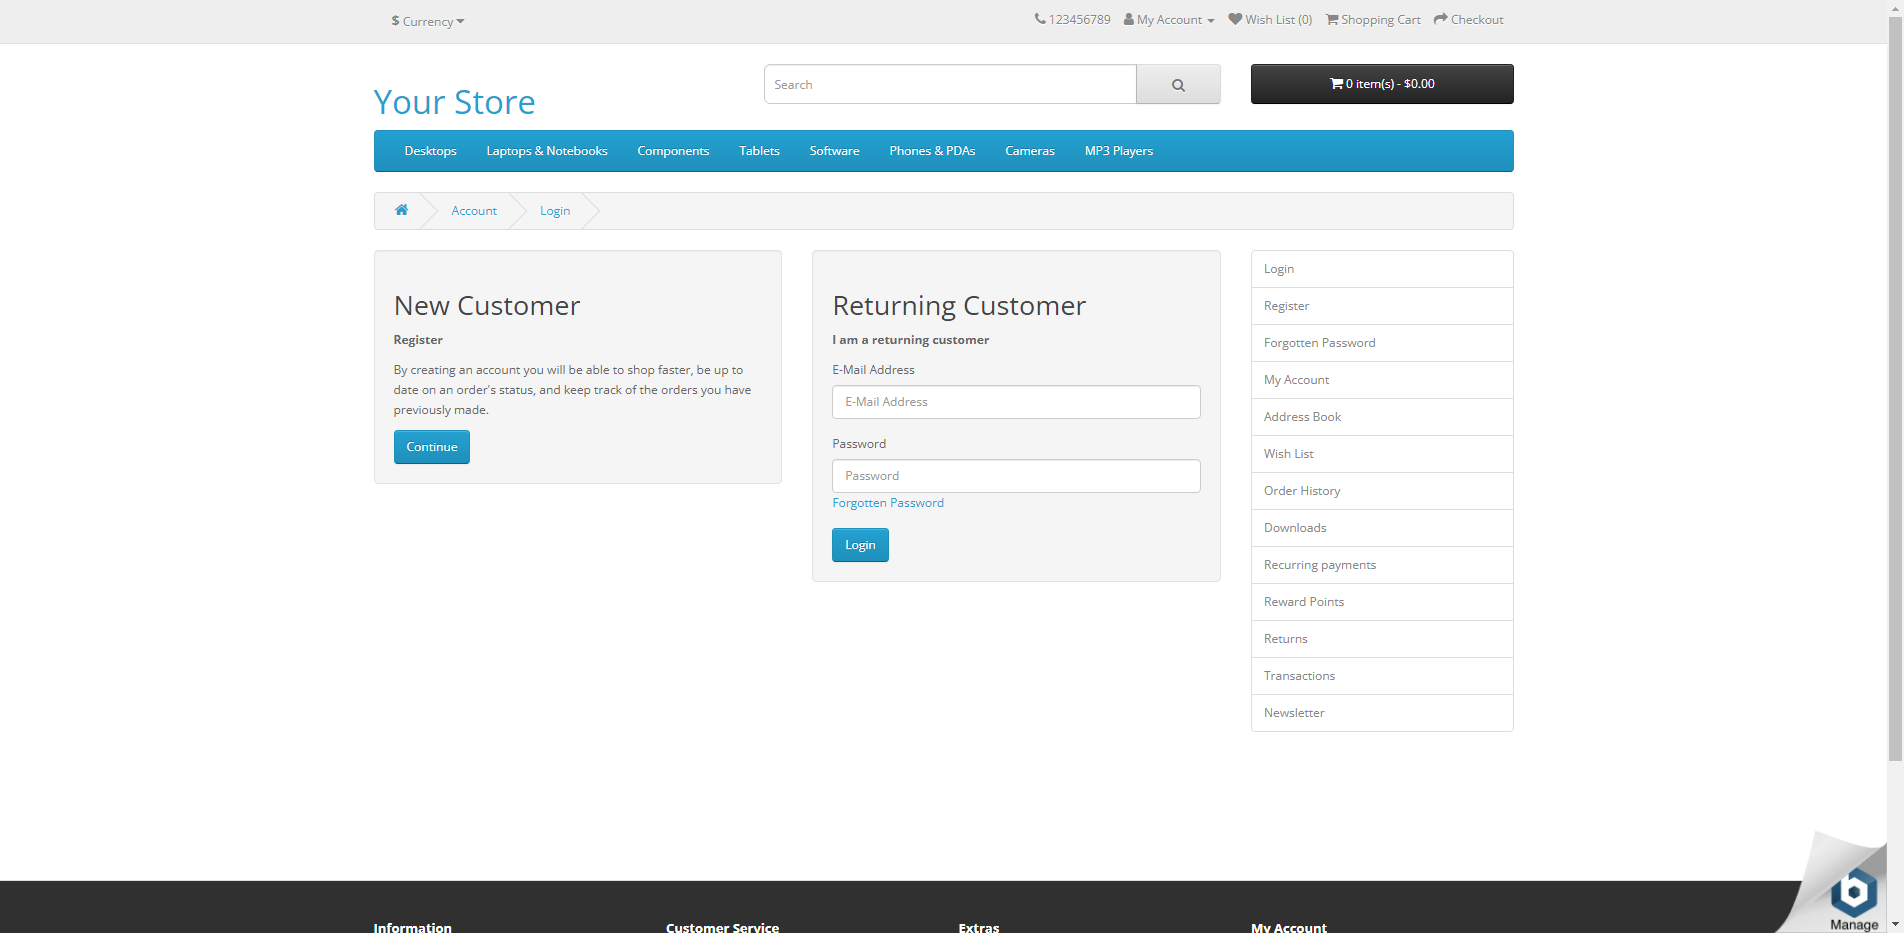 $ Currency
123456789 My Account Wish List (0) Shopping Cart Checkout
Your Store
Search
0 item(s) - $0.00
Desktops Laptops & Notebooks Components Tablets Software Phones & PDAs Cameras MP3 Players
Account Login
New Customer
Register
By creating an account you will be able to shop faster, be up to
date on an order's status, and keep track of the orders you have
previously made.
Continue
Returning Customer
I am a returning customer
E-Mail Address
E-Mail Address
Password
Password
Forgotten Password
Login
Login
Register
Forgotten Password
My Account
Address Book
Wish List
Order History
Downloads
Recurring payments
Reward Points
Returns
Transactions
Newsletter
Information Customer Service Extras My Account
Manage